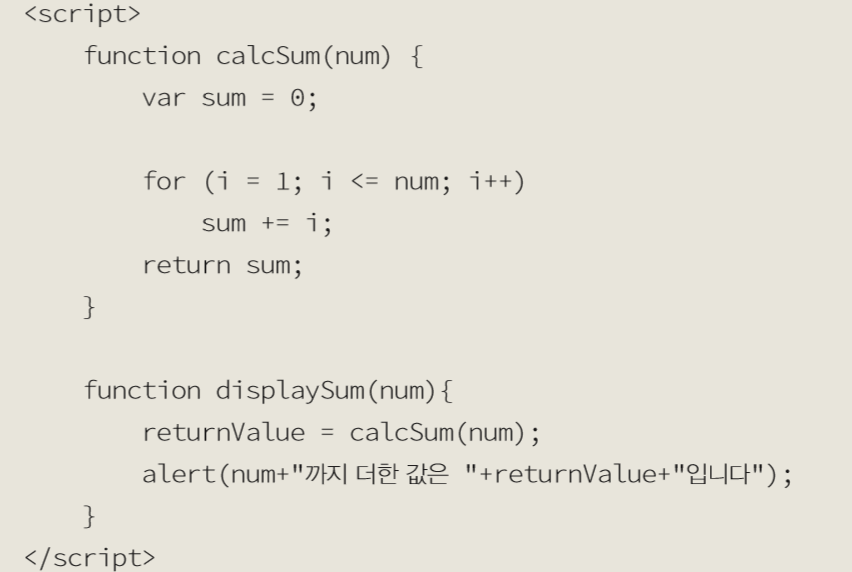 <script>
    function calcSum(num) {
        var sum = 0;

        for (i = 1; i <= num; i++)
            sum += i;
        return sum;
    }

    function displaySum(num){
        returnValue = calcSum(num);
        alert(num+"까지 더한 값은 "+returnValue+"입니다");
    }
</script>